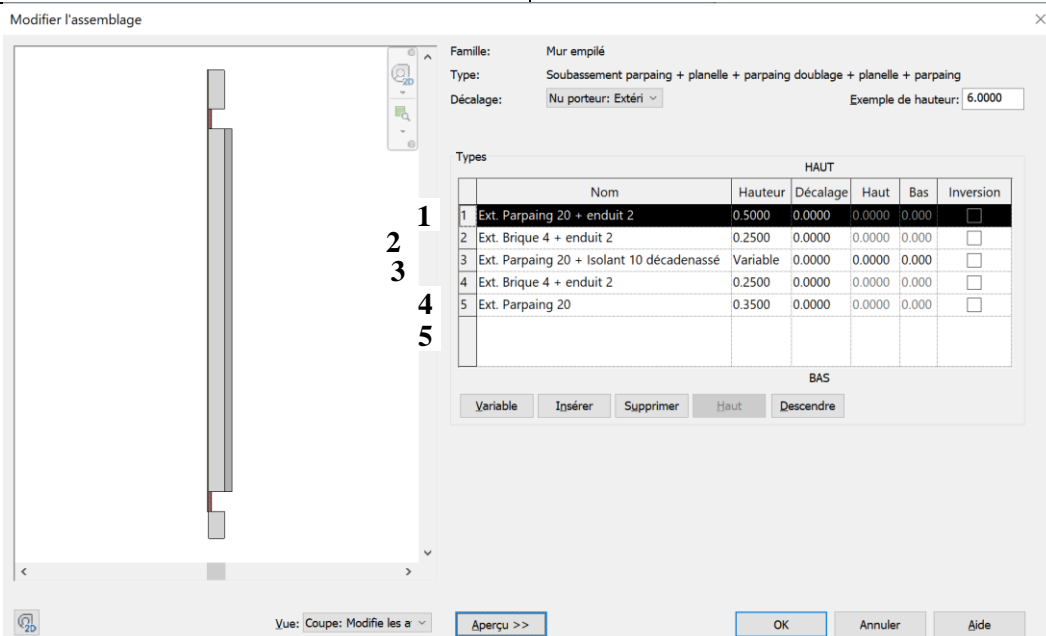 Modifier l'assemblage
Famille: Mur empilé
Type: Soubassement parpaing + planelle + parpaing doublage + planelle + parpaing
Décalage: Nu porteur: Extéri Exemple de hauteur: 6.0000
2D
Types
HAUT
Nom Hauteur Décalage Haut Bas Inversion
1 1 Ext. Parpaing 20 + enduit 2 0.5000 0.0000 0.0000 0.000
2 2 Ext. Brique 4 + enduit 2 0.2500 0.0000 0.0000 0.000
3 3 Ext. Parpaing 20 + Isolant 10 décadenassé Variable 0.0000 0.0000 0.000
4 4 Ext. Brique 4 + enduit 2 0.2500 0.0000 0.0000 0.000
5 5 Ext. Parpaing 20 0.3500 0.0000 0.0000 0.000
BAS
Variable Insérer Supprimer Haut Descendre
2D Vue: Coupe: Modifie les a Aperçu >> OK Annuler Aide